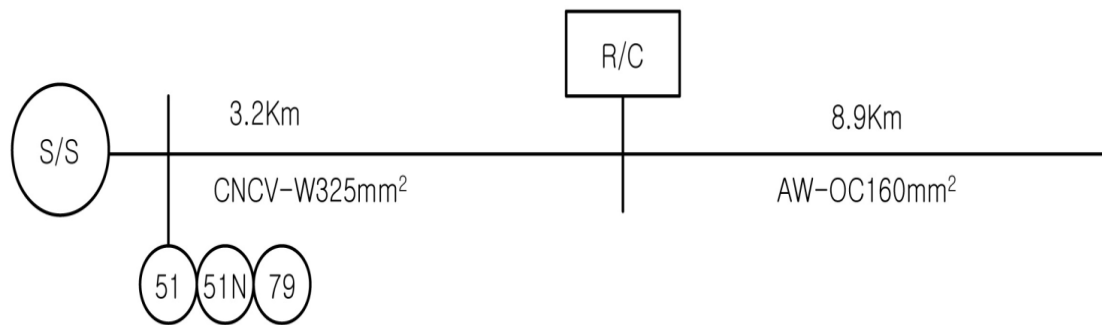 R/C
3.2Km
8.9Km
S/S
CNCV-W325mm²
AW-OC160mm²
51 51N 79